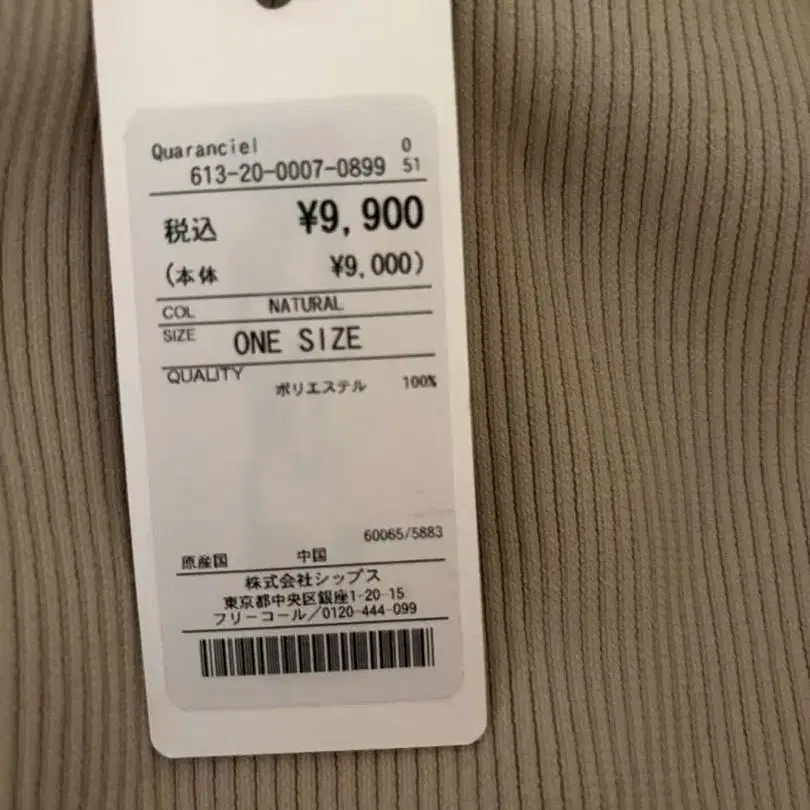 Quaranciel 0
613-20-0007-0899 51
税込 ¥9,900
(本体 ¥9,000)
COL NATURAL
SIZE ONE SIZE
QUALITY
ポリエステル 100%
60065/5883
原産国 中国
株式会社シップス
東京都中央区銀座1-20-15
フリーコール/0120-444-099